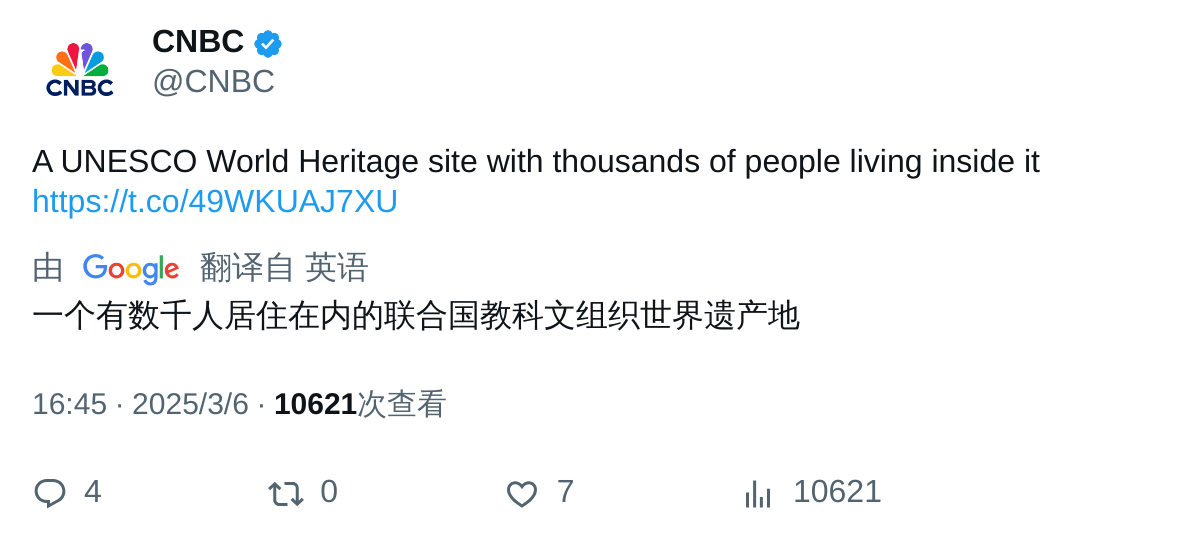 CNBC
CNBC
@CNBC
A UNESCO World Heritage site with thousands of people living inside it
https://t.co/49WKUAJ7XU
由 Google 翻译自 英语
一个有数千人居住在内的联合国教科文组织世界遗产地
16:45 · 2025/3/6 · 10621次查看
4 0 7 10621